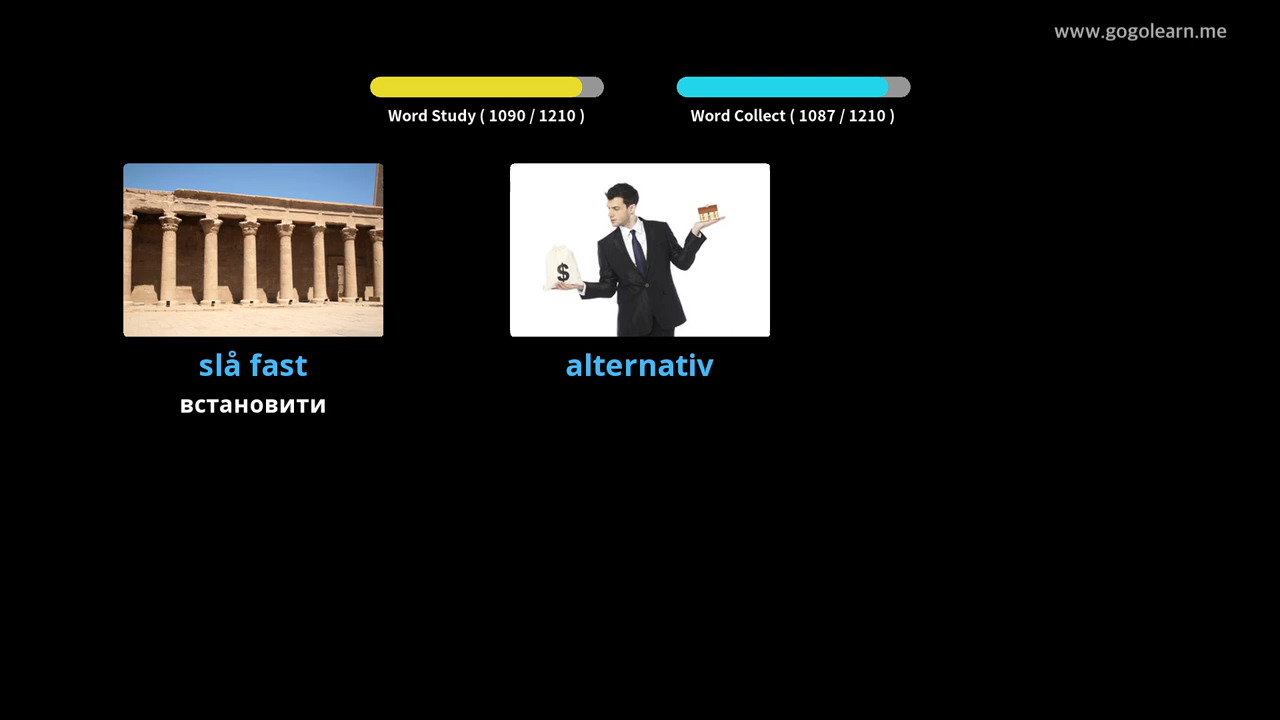 www.gogolearn.me
Word Study ( 1090 / 1210 )
Word Collect ( 1087 / 1210 )
$
slå fast
alternativ
встановити